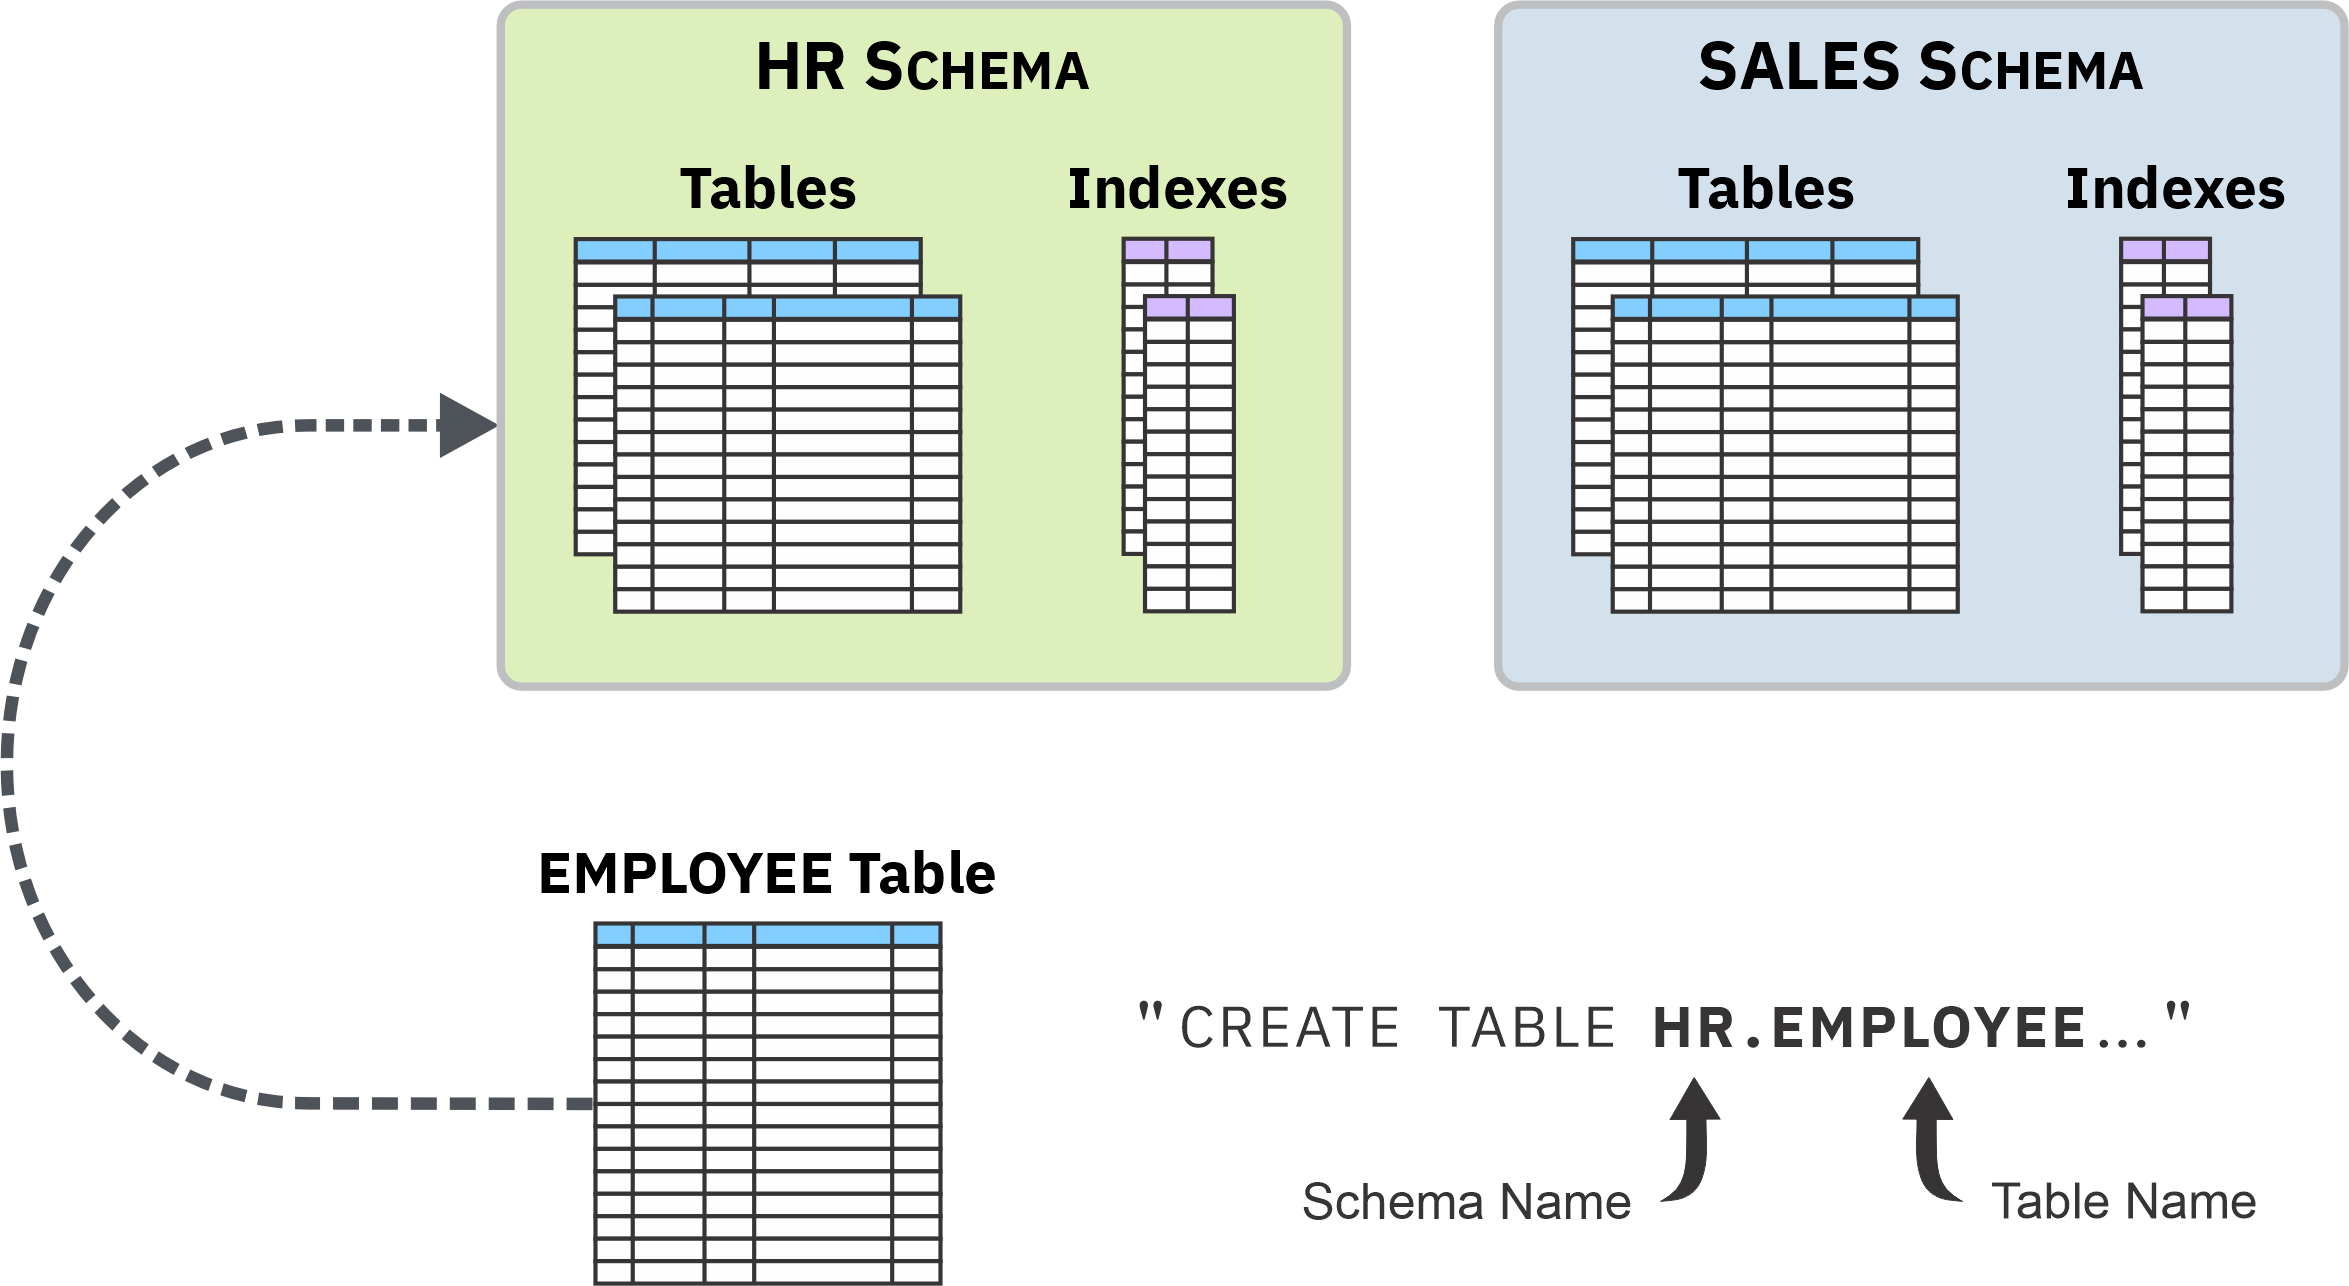 HR SCHEMA
Tables Indexes
SALES SCHEMA
Tables Indexes
EMPLOYEE Table
"CREATE TABLE HR.EMPLOYEE..."
Schema Name
Table Name